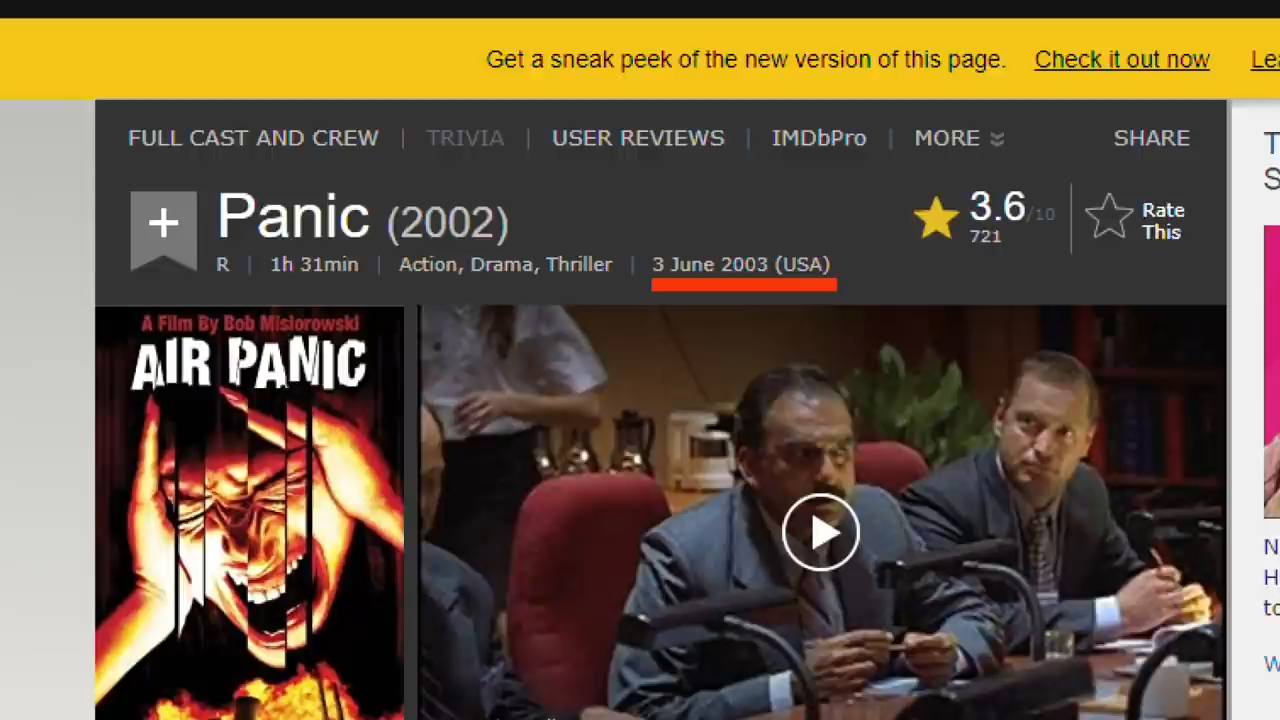 Get a sneak peek of the new version of this page. Check it out now
FULL CAST AND CREW | TRIVIA | USER REVIEWS | IMDbPro | MORE SHARE
+ Panic (2002)
3.6/10
721
Rate
This
R | 1h 31min | Action, Drama, Thriller | 3 June 2003 (USA)
A Film By Bob Misiorowski
AIR PANIC